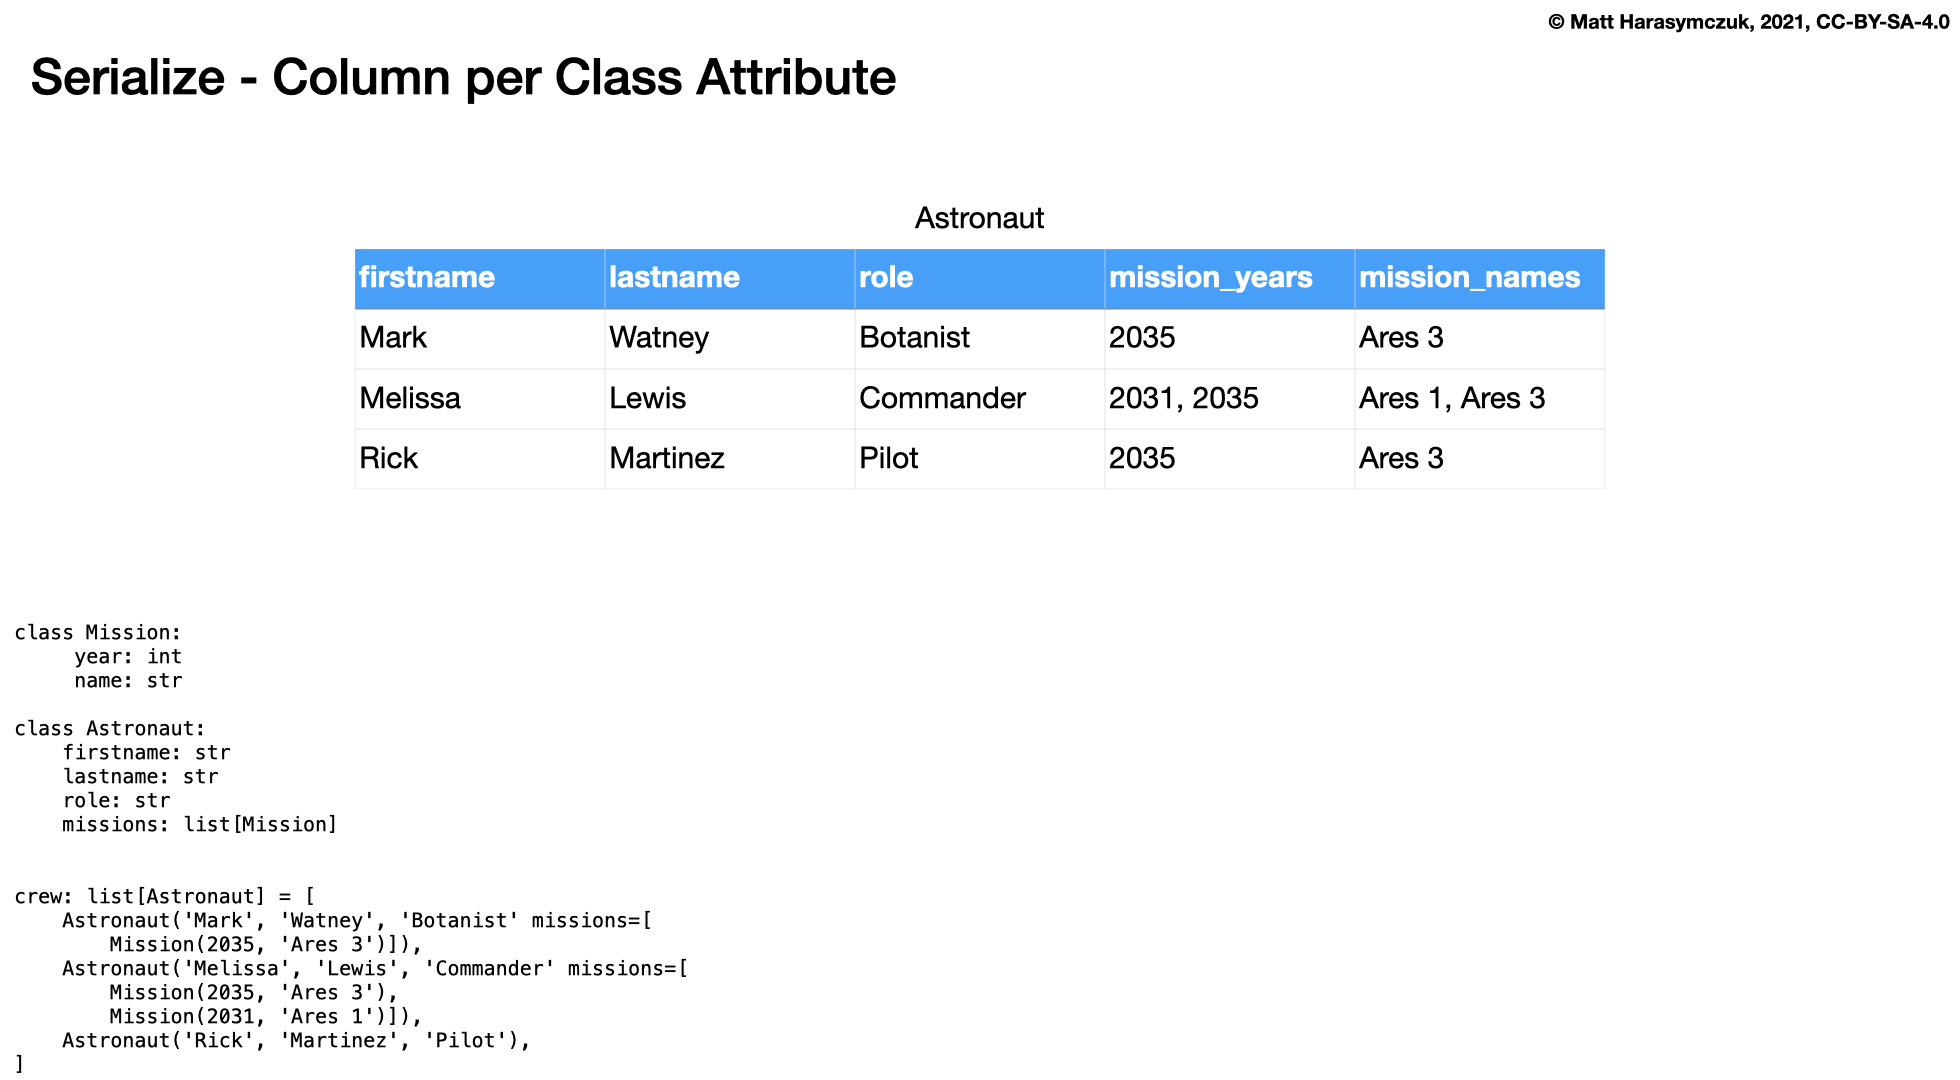 © Matt Harasymczuk, 2021, CC-BY-SA-4.0
Serialize - Column per Class Attribute
Astronaut
firstname lastname role mission_years mission_names
Mark Watney Botanist 2035 Ares 3
Melissa Lewis Commander 2031, 2035 Ares 1, Ares 3
Rick Martinez Pilot 2035 Ares 3
class Mission:
     year: int
     name: str
class Astronaut:
    firstname: str
    lastname: str
    role: str
    missions: list[Mission]
crew: list[Astronaut] = [
    Astronaut('Mark', 'Watney', 'Botanist' missions=[
        Mission(2035, 'Ares 3')]),
    Astronaut('Melissa', 'Lewis', 'Commander' missions=[
        Mission(2035, 'Ares 3'),
        Mission(2031, 'Ares 1')]),
    Astronaut('Rick', 'Martinez', 'Pilot'),
]